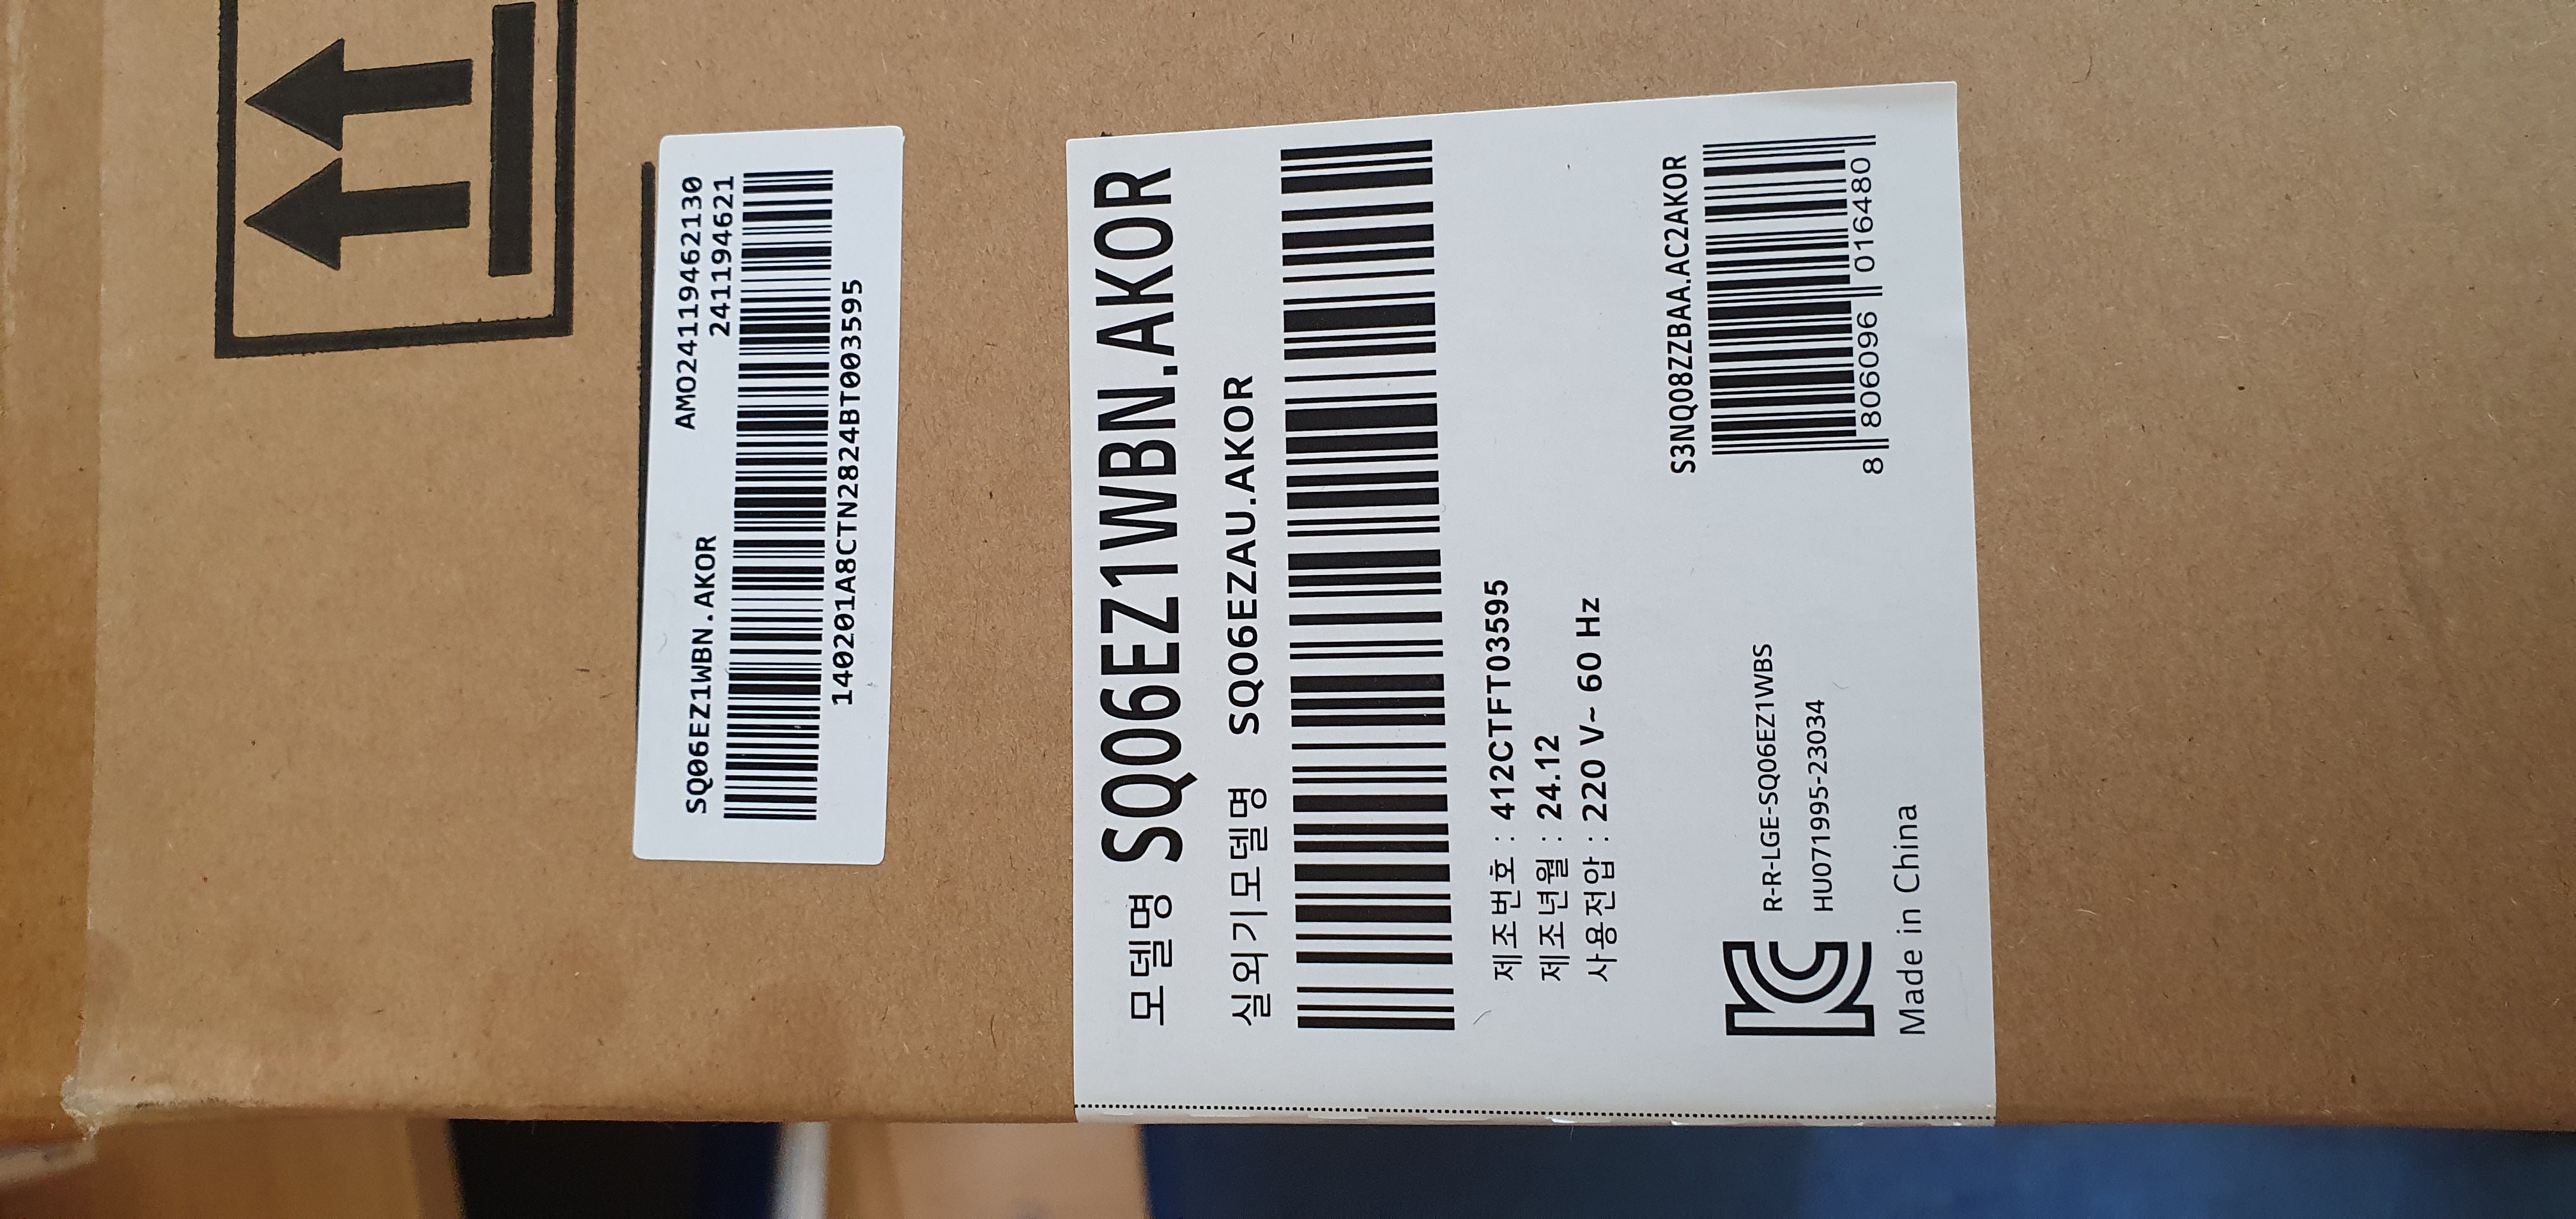 SQ06EZ1WBN.AKOR AMO24119462130
2411194621
140201A8CTN2824BT003595
모델명 SQ06EZ1WBN.AKOR
실외기모델명 SQ06EZAU.AKOR
제조번호 : 412CTFT03595
제조년월 : 24.12
사용전압 : 220 V~ 60 Hz
S3NQ08ZZBAA.AC2AKOR
8 806096 016480
R-R-LGE-SQ06EZ1WBS
HU071995-23034
Made in China